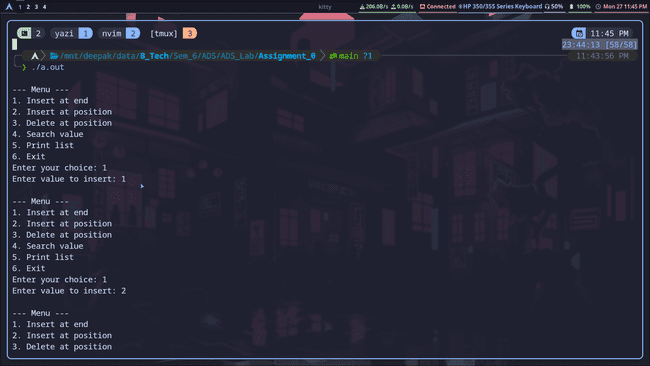 1 2 3 4 kitty 206.0B/s 0.0B/s Connected HP 350/355 Series Keyboard 50% 100% Mon 27 11:45 PM
2 yazi 1 nvim 2 [tmux] 3 11:45 PM
23:44:13 [58/58]
/mnt/deepak/data/B_Tech/Sem_6/ADS/ADS_Lab/Assignment_0 main ?1 11:43:56 PM
❯ ./a.out
--- Menu ---
1. Insert at end
2. Insert at position
3. Delete at position
4. Search value
5. Print list
6. Exit
Enter your choice: 1
Enter value to insert: 1
--- Menu ---
1. Insert at end
2. Insert at position
3. Delete at position
4. Search value
5. Print list
6. Exit
Enter your choice: 1
Enter value to insert: 2
--- Menu ---
1. Insert at end
2. Insert at position
3. Delete at position